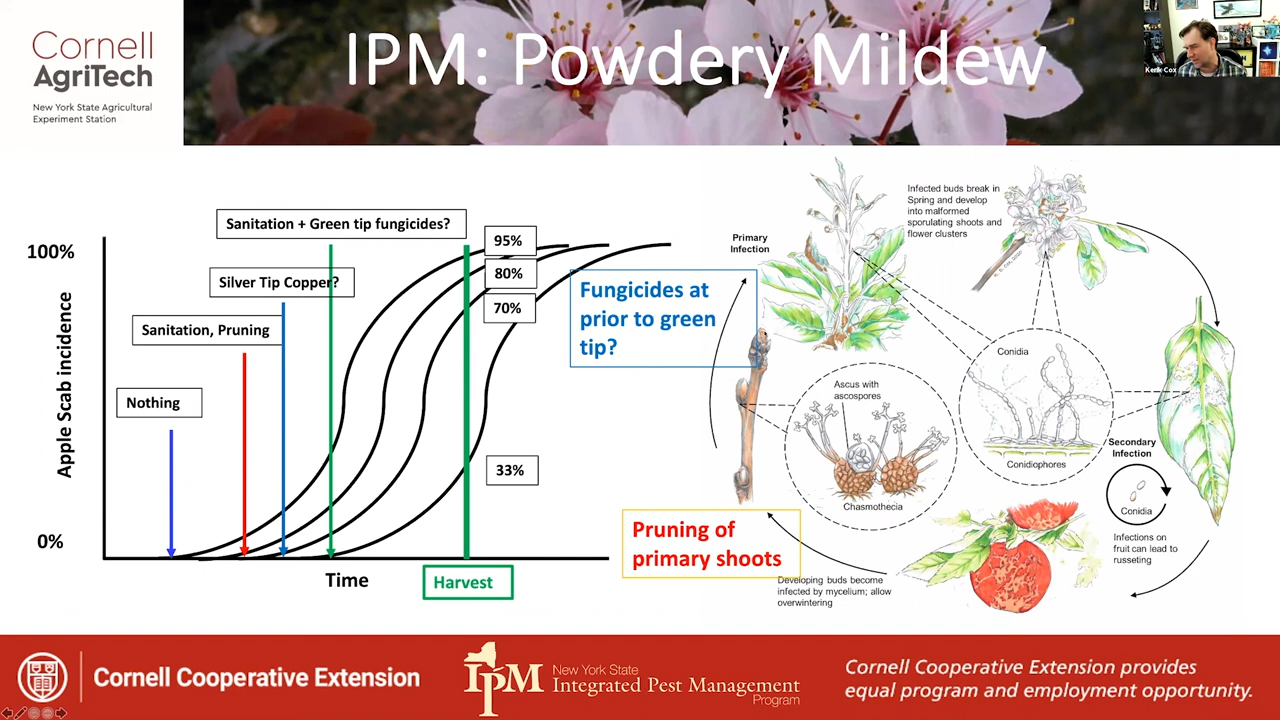 Cornell
AgriTech
New York State Agricultural
Experiment Station
IPM: Powdery Mildew
Kerik Cox
Sanitation + Green tip fungicides?
Silver Tip Copper?
Sanitation, Pruning
Nothing
100%
0%
Apple Scab incidence
Time
Harvest
95%
80%
70%
33%
Fungicides at
prior to green
tip?
Pruning of
primary shoots
Primary
Infection
Infected buds break in
Spring and develop
into malformed
sporulating shoots and
flower clusters
Ascus with
ascospores
Chasmothecia
Conidia
Conidiophores
Secondary
Infection
Conidia
Infections on
fruit can lead to
russeting
Developing buds become
infected by mycelium; allow
overwintering
Cornell Cooperative Extension
IPM
New York State
Integrated Pest Management
Program
Cornell Cooperative Extension provides
equal program and employment opportunity.